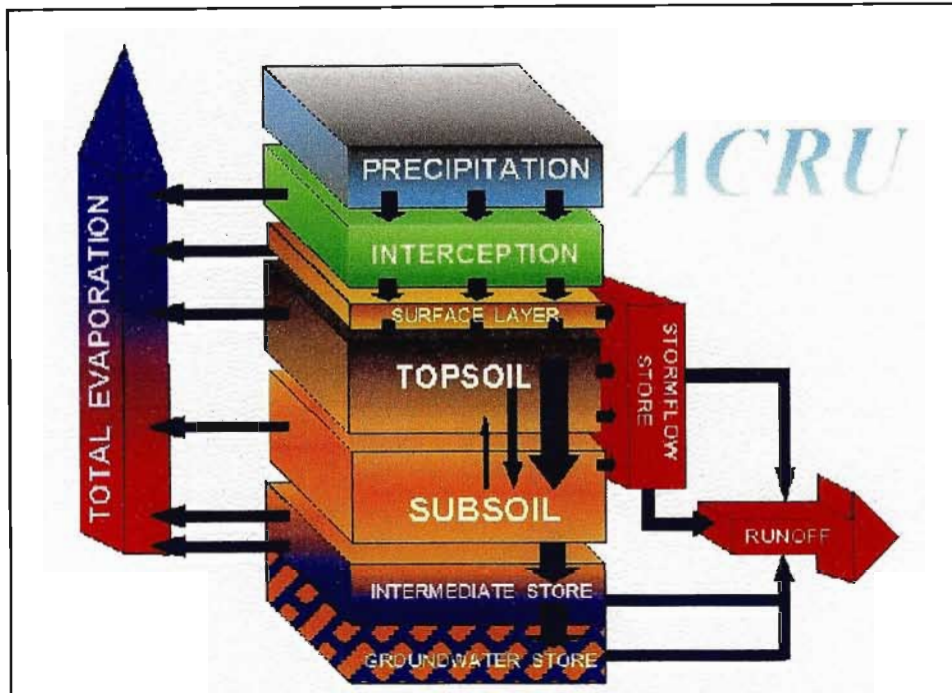 ACRU
PRECIPITATION
INTERCEPTION
SURFACE LAYER
TOPSOIL
SUBSOIL
INTERMEDIATE STORE
GROUNDWATER STORE
TOTAL EVAPORATION
STORMFLOW
STORE
RUNOFF